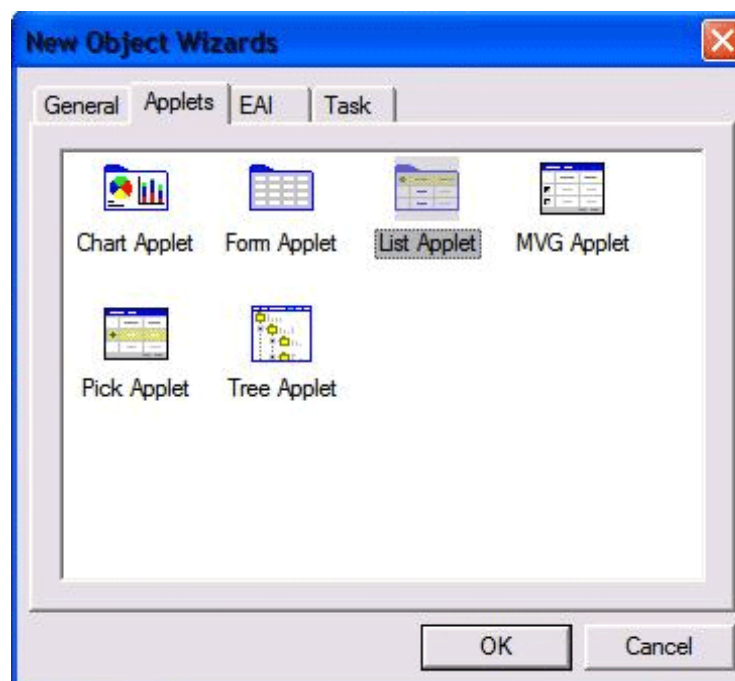 New Object Wizards
General Applets EAI Task
Chart Applet Form Applet List Applet MVG Applet
Pick Applet Tree Applet
OK Cancel